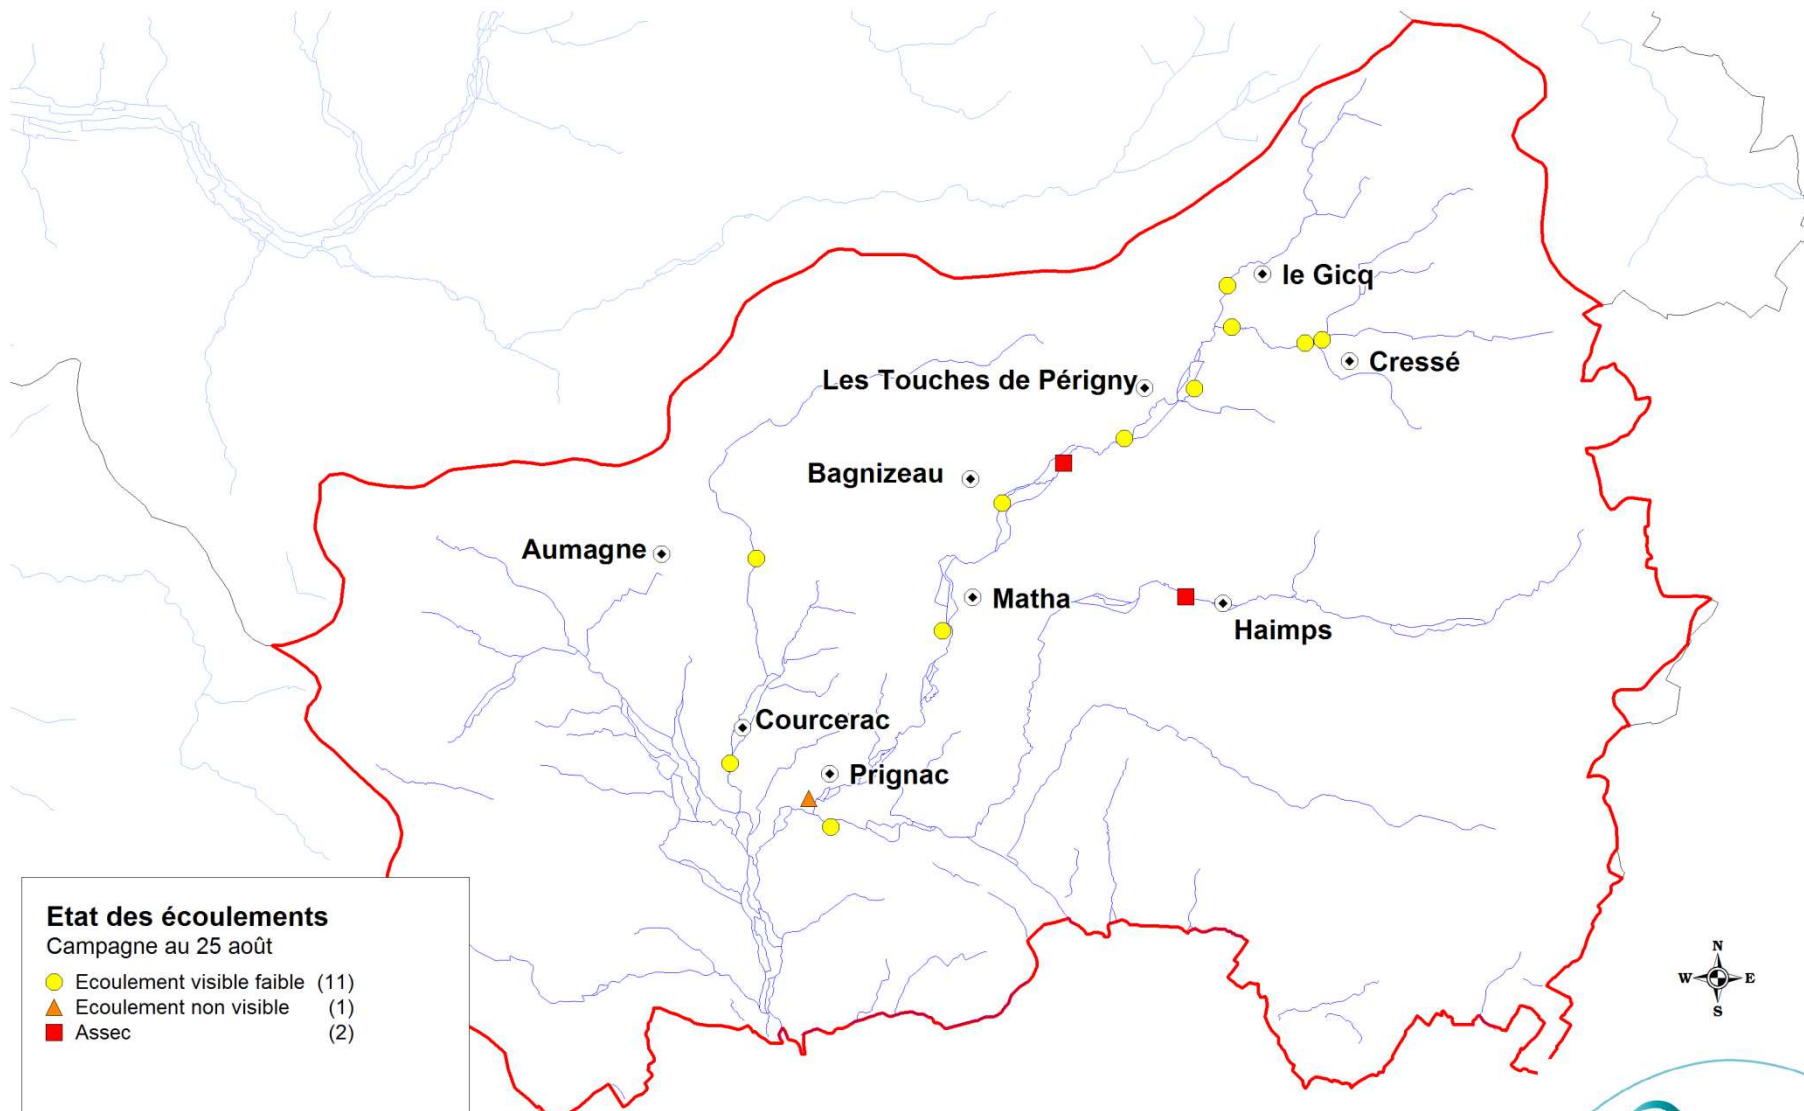 le Gicq
Cressé
Les Touches de Périgny
Bagnizeau
Aumagne
Matha
Haimps
Courcerac
Prignac
Etat des écoulements
Campagne au 25 août
Ecoulement visible faible (11)
Ecoulement non visible (1)
Assec (2)
N
W E
S